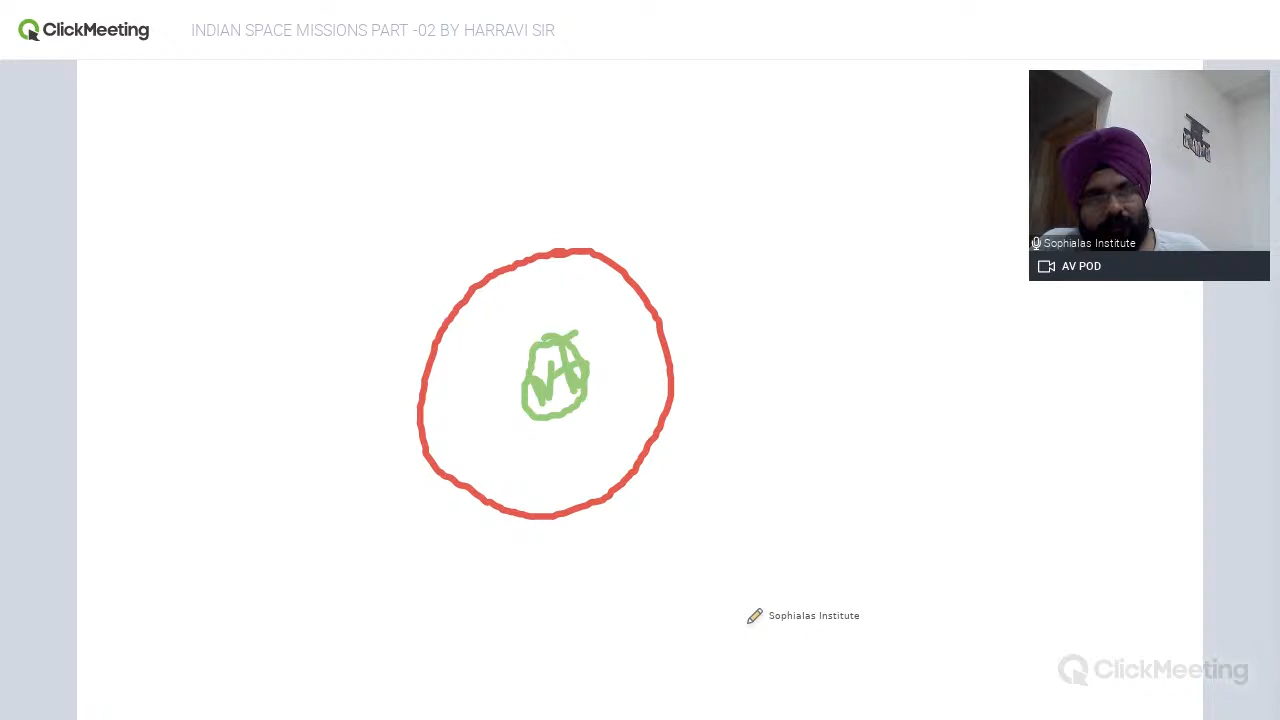 ClickMeeting
INDIAN SPACE MISSIONS PART -02 BY HARRAVI SIR
Sophialas Institute
AV POD
Sophialas Institute
ClickMeeting